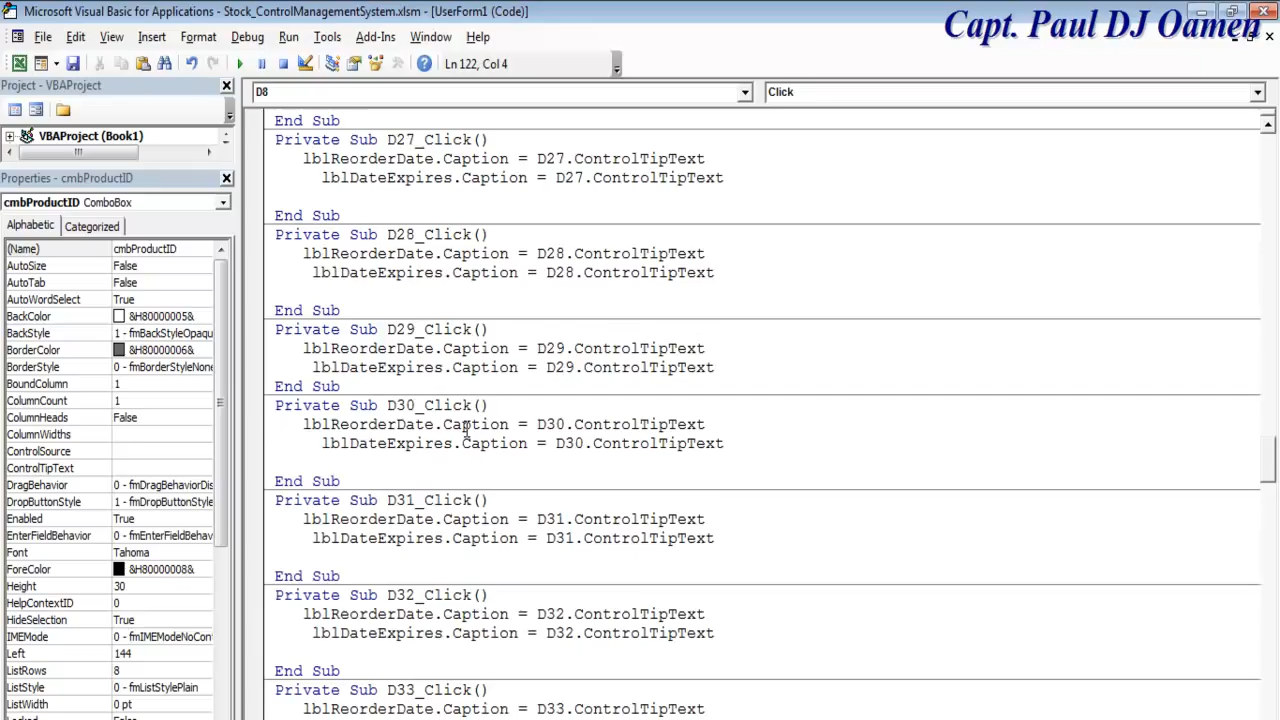 Microsoft Visual Basic for Applications - Stock_ControlManagementSystem.xlsm - [UserForm1 (Code)]
Capt. Paul DJ Oamen
File Edit View Insert Format Debug Run Tools Add-Ins Window Help
Ln 122, Col 4
Project - VBAProject
D8
Click
VBAProject (Book1)
Properties - cmbProductID
cmbProductID ComboBox
Alphabetic Categorized
(Name) cmbProductID
AutoSize False
AutoTab False
AutoWordSelect True
BackColor &H80000005&
BackStyle 1 - fmBackStyleOpaqu
BorderColor &H80000006&
BorderStyle 0 - fmBorderStyleNone
BoundColumn 1
ColumnCount 1
ColumnHeads False
ColumnWidths
ControlSource
ControlTipText
DragBehavior 0 - fmDragBehaviorDis
DropButtonStyle 1 - fmDropButtonStyle
Enabled True
EnterFieldBehavior 0 - fmEnterFieldBehav
Font Tahoma
ForeColor &H80000008&
Height 30
HelpContextID 0
HideSelection True
IMEMode 0 - fmIMEModeNoCont
Left 144
ListRows 8
ListStyle 0 - fmListStylePlain
ListWidth 0 pt
End Sub
Private Sub D27_Click()
lblReorderDate.Caption = D27.ControlTipText
lblDateExpires.Caption = D27.ControlTipText
End Sub
Private Sub D28_Click()
lblReorderDate.Caption = D28.ControlTipText
lblDateExpires.Caption = D28.ControlTipText
End Sub
Private Sub D29_Click()
lblReorderDate.Caption = D29.ControlTipText
lblDateExpires.Caption = D29.ControlTipText
End Sub
Private Sub D30_Click()
lblReorderDate.Caption = D30.ControlTipText
lblDateExpires.Caption = D30.ControlTipText
End Sub
Private Sub D31_Click()
lblReorderDate.Caption = D31.ControlTipText
lblDateExpires.Caption = D31.ControlTipText
End Sub
Private Sub D32_Click()
lblReorderDate.Caption = D32.ControlTipText
lblDateExpires.Caption = D32.ControlTipText
End Sub
Private Sub D33_Click()
lblReorderDate.Caption = D33.ControlTipText